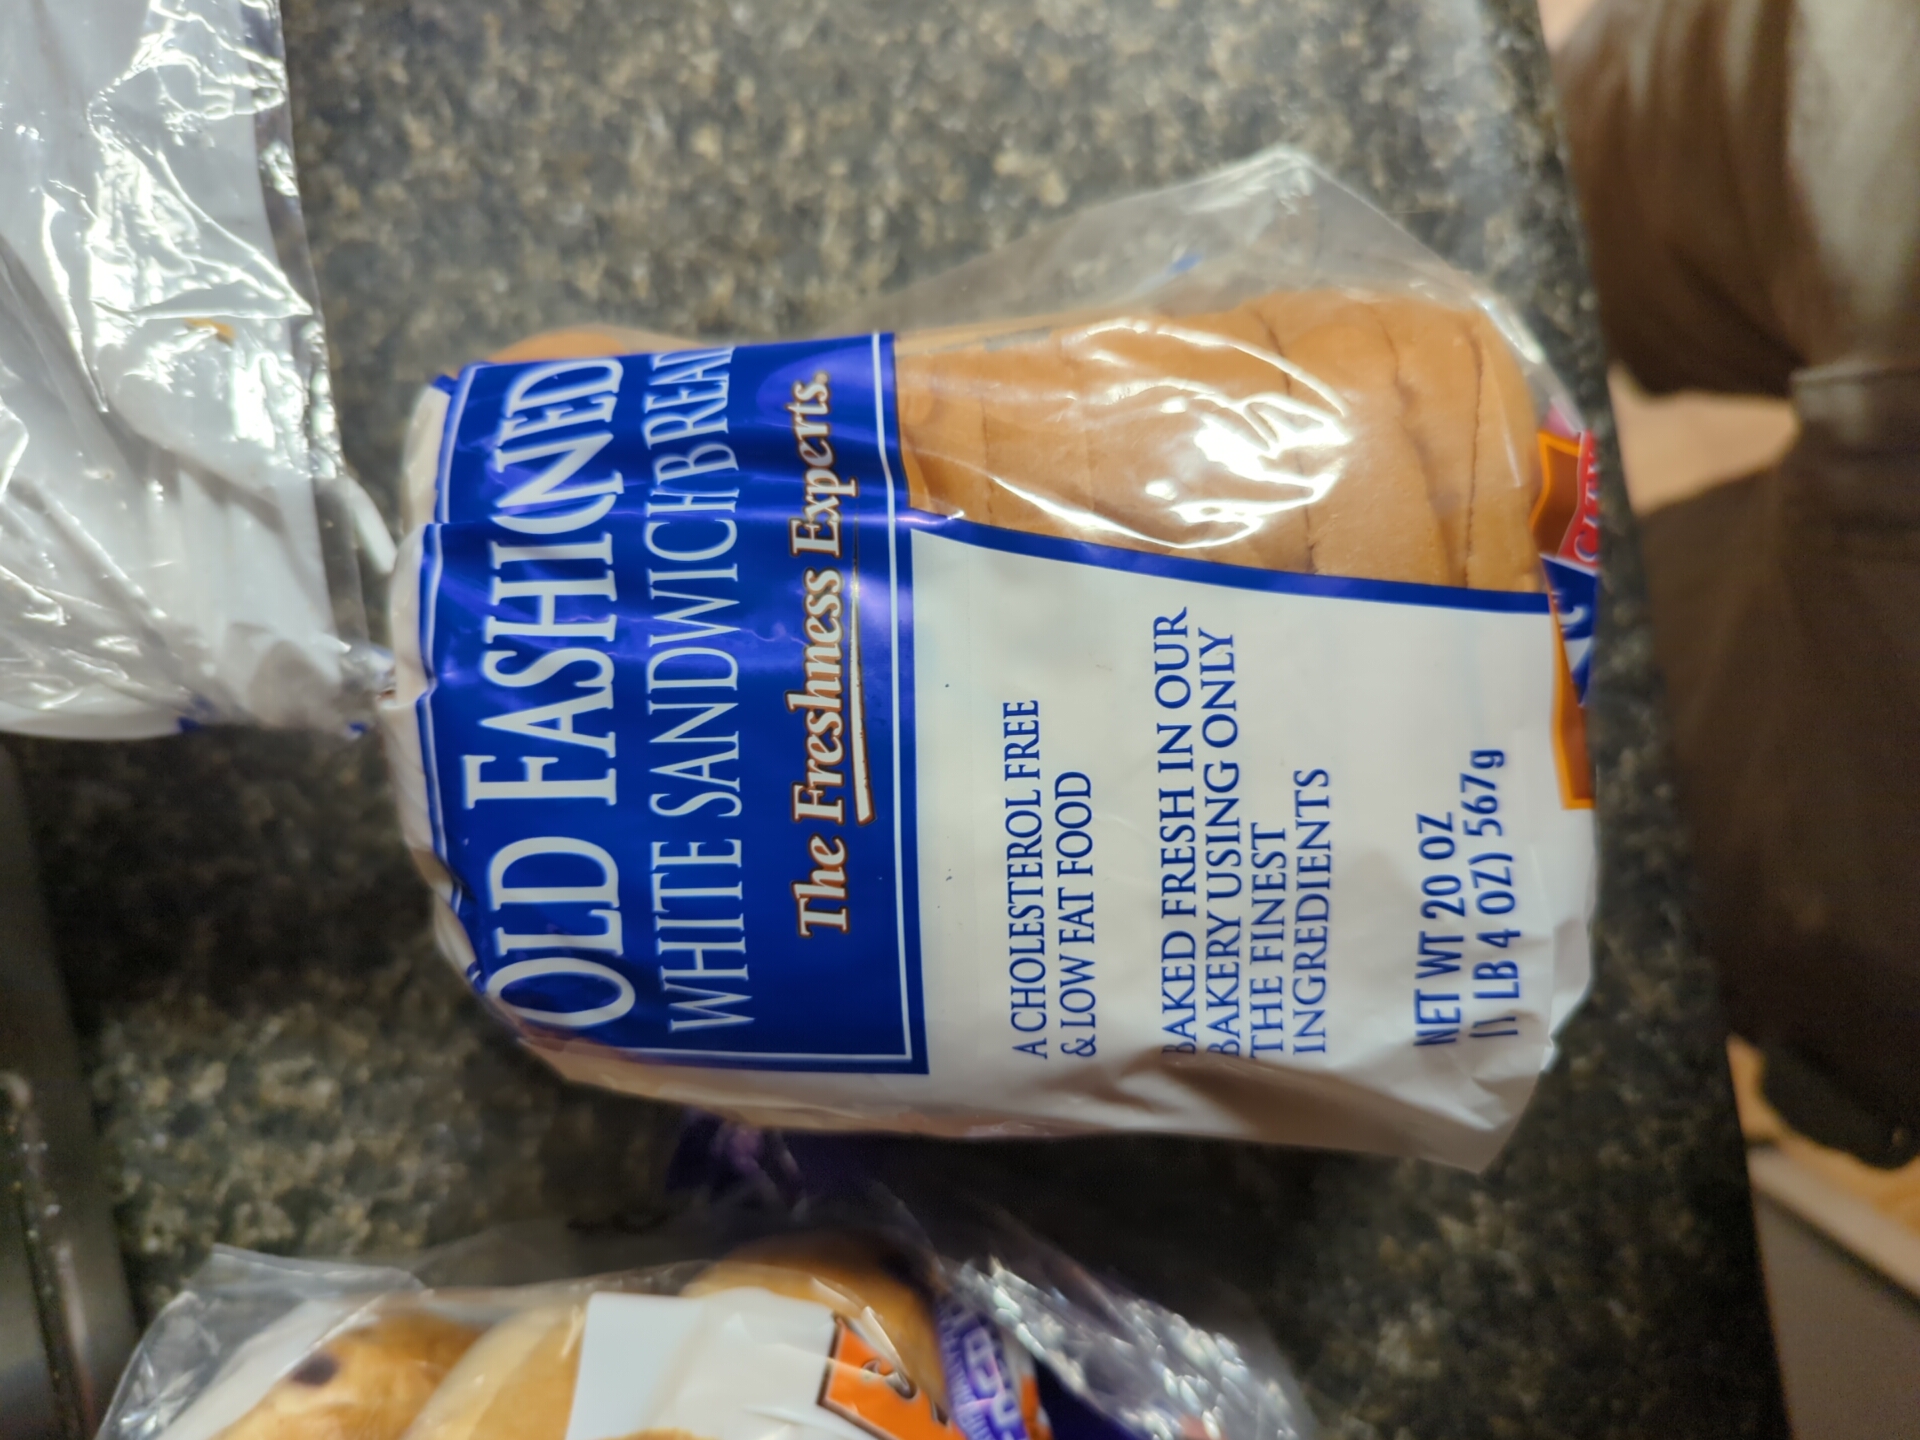 OLD FASHIONED
WHITE SANDWICH BREAD
The Freshness Experts.
A CHOLESTEROL FREE
& LOW FAT FOOD
BAKED FRESH IN OUR
BAKERY USING ONLY
THE FINEST
INGREDIENTS
NET WT 20 OZ
(1 LB 4 OZ) 567g